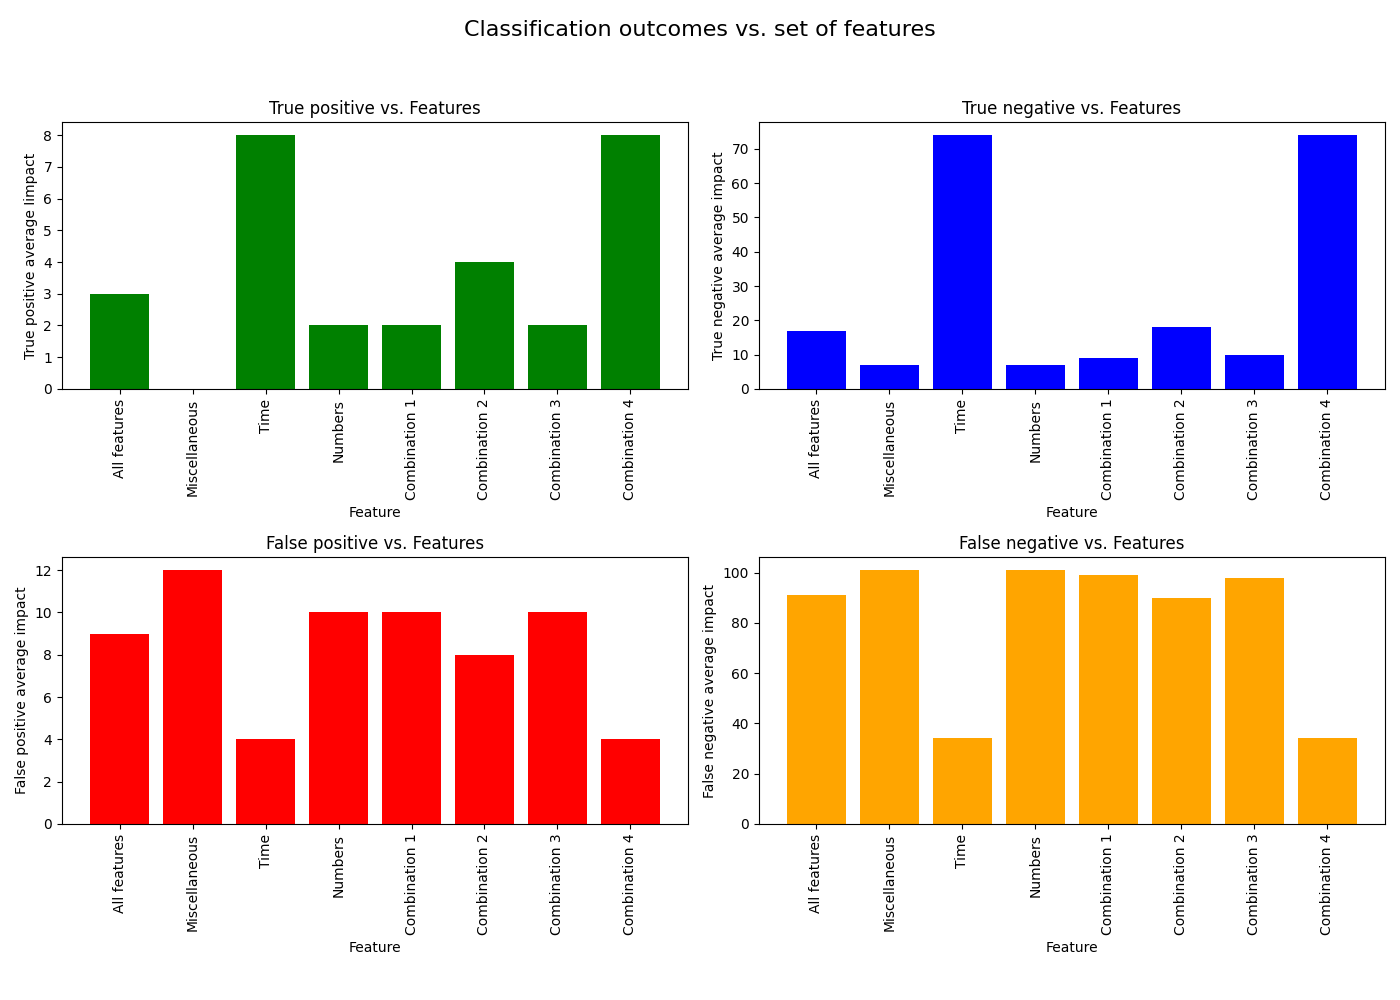 Classification outcomes vs. set of features
True positive vs. Features
True positive average limpact
8
7
6
5
4
3
2
1
0
All features
Miscellaneous
Time
Numbers
Combination 1
Combination 2
Combination 3
Combination 4
Feature
True negative vs. Features
True negative average impact
70
60
50
40
30
20
10
0
All features
Miscellaneous
Time
Numbers
Combination 1
Combination 2
Combination 3
Combination 4
Feature
False positive vs. Features
False positive average impact
12
10
8
6
4
2
0
All features
Miscellaneous
Time
Numbers
Combination 1
Combination 2
Combination 3
Combination 4
Feature
False negative vs. Features
False negative average impact
100
80
60
40
20
0
All features
Miscellaneous
Time
Numbers
Combination 1
Combination 2
Combination 3
Combination 4
Feature